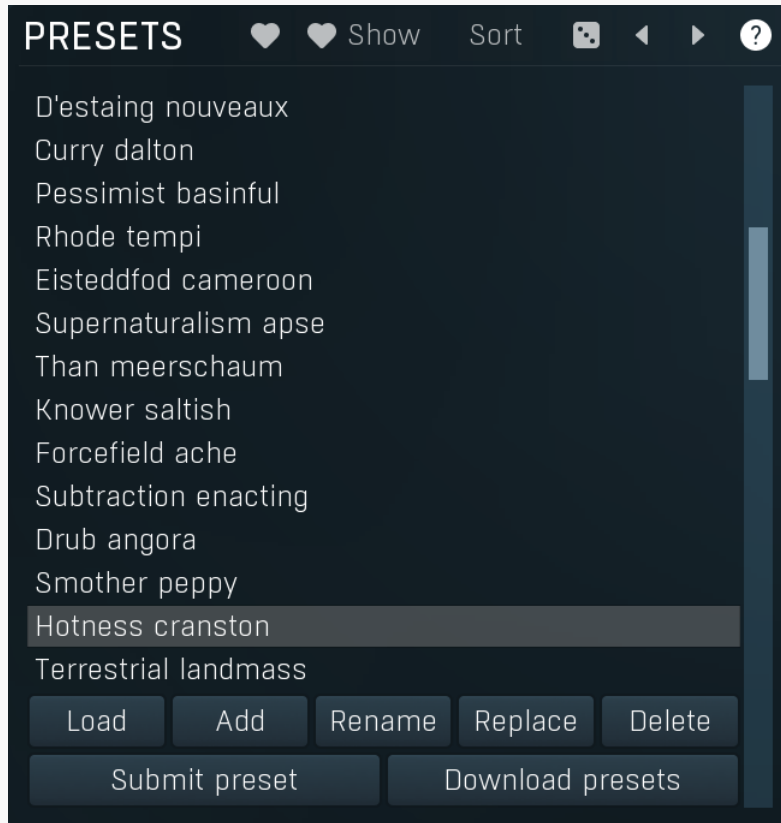 PRESETS Show Sort ?
D'estaing nouveaux
Curry dalton
Pessimist basinful
Rhode tempi
Eisteddfod cameroon
Supernaturalism apse
Than meerschaum
Knower saltish
Forcefield ache
Subtraction enacting
Drub angora
Smother peppy
Hotness cranston
Terrestrial landmass
Load Add Rename Replace Delete
Submit preset Download presets